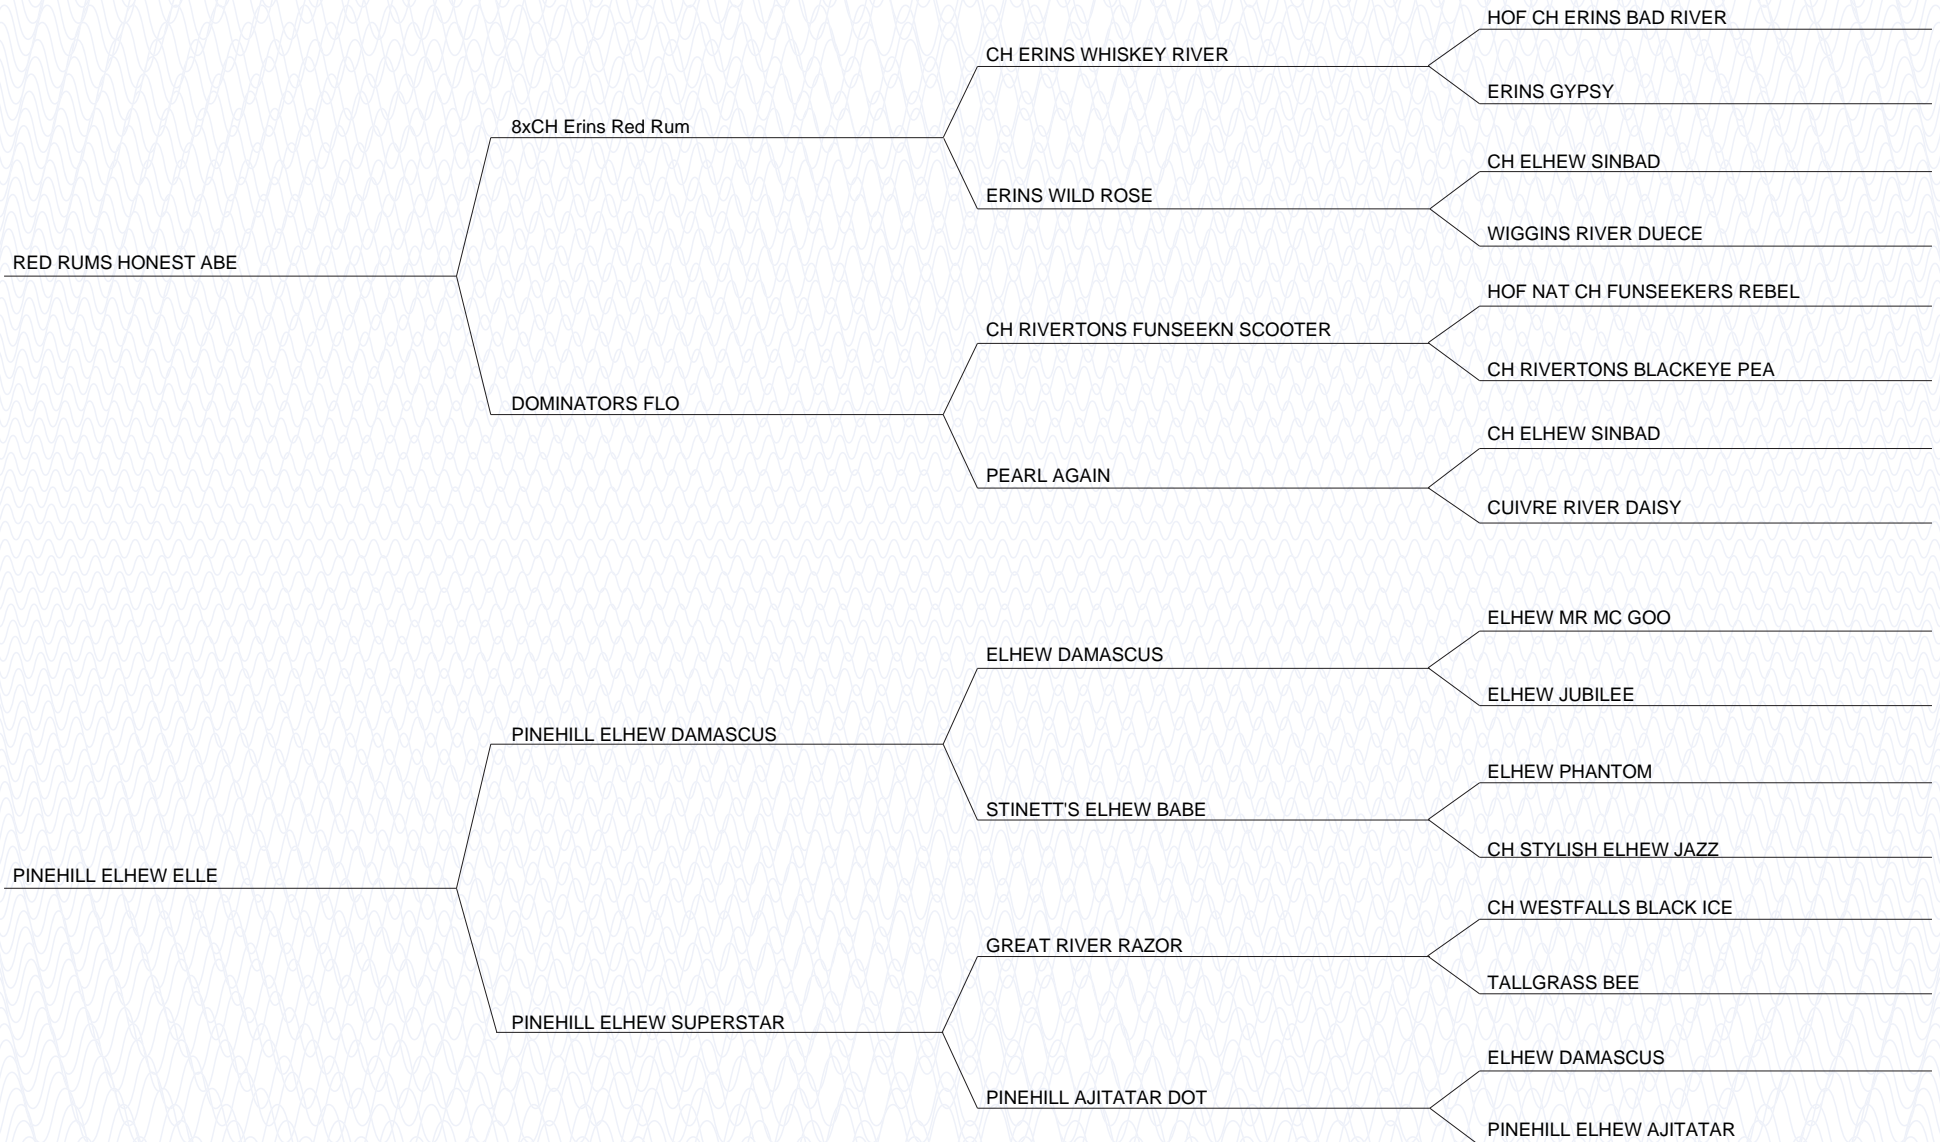 HOF CH ERINS BAD RIVER
CH ERINS WHISKEY RIVER
ERINS GYPSY
8xCH Erins Red Rum
CH ELHEW SINBAD
ERINS WILD ROSE
WIGGINS RIVER DUECE
RED RUMS HONEST ABE
HOF NAT CH FUNSEEKERS REBEL
CH RIVERTONS FUNSEEKN SCOOTER
CH RIVERTONS BLACKEYE PEA
DOMINATORS FLO
CH ELHEW SINBAD
PEARL AGAIN
CUIVRE RIVER DAISY
ELHEW MR MC GOO
ELHEW DAMASCUS
ELHEW JUBILEE
PINEHILL ELHEW DAMASCUS
ELHEW PHANTOM
STINETT'S ELHEW BABE
CH STYLISH ELHEW JAZZ
PINEHILL ELHEW ELLE
CH WESTFALLS BLACK ICE
GREAT RIVER RAZOR
TALLGRASS BEE
PINEHILL ELHEW SUPERSTAR
ELHEW DAMASCUS
PINEHILL AJITATAR DOT
PINEHILL ELHEW AJITATAR